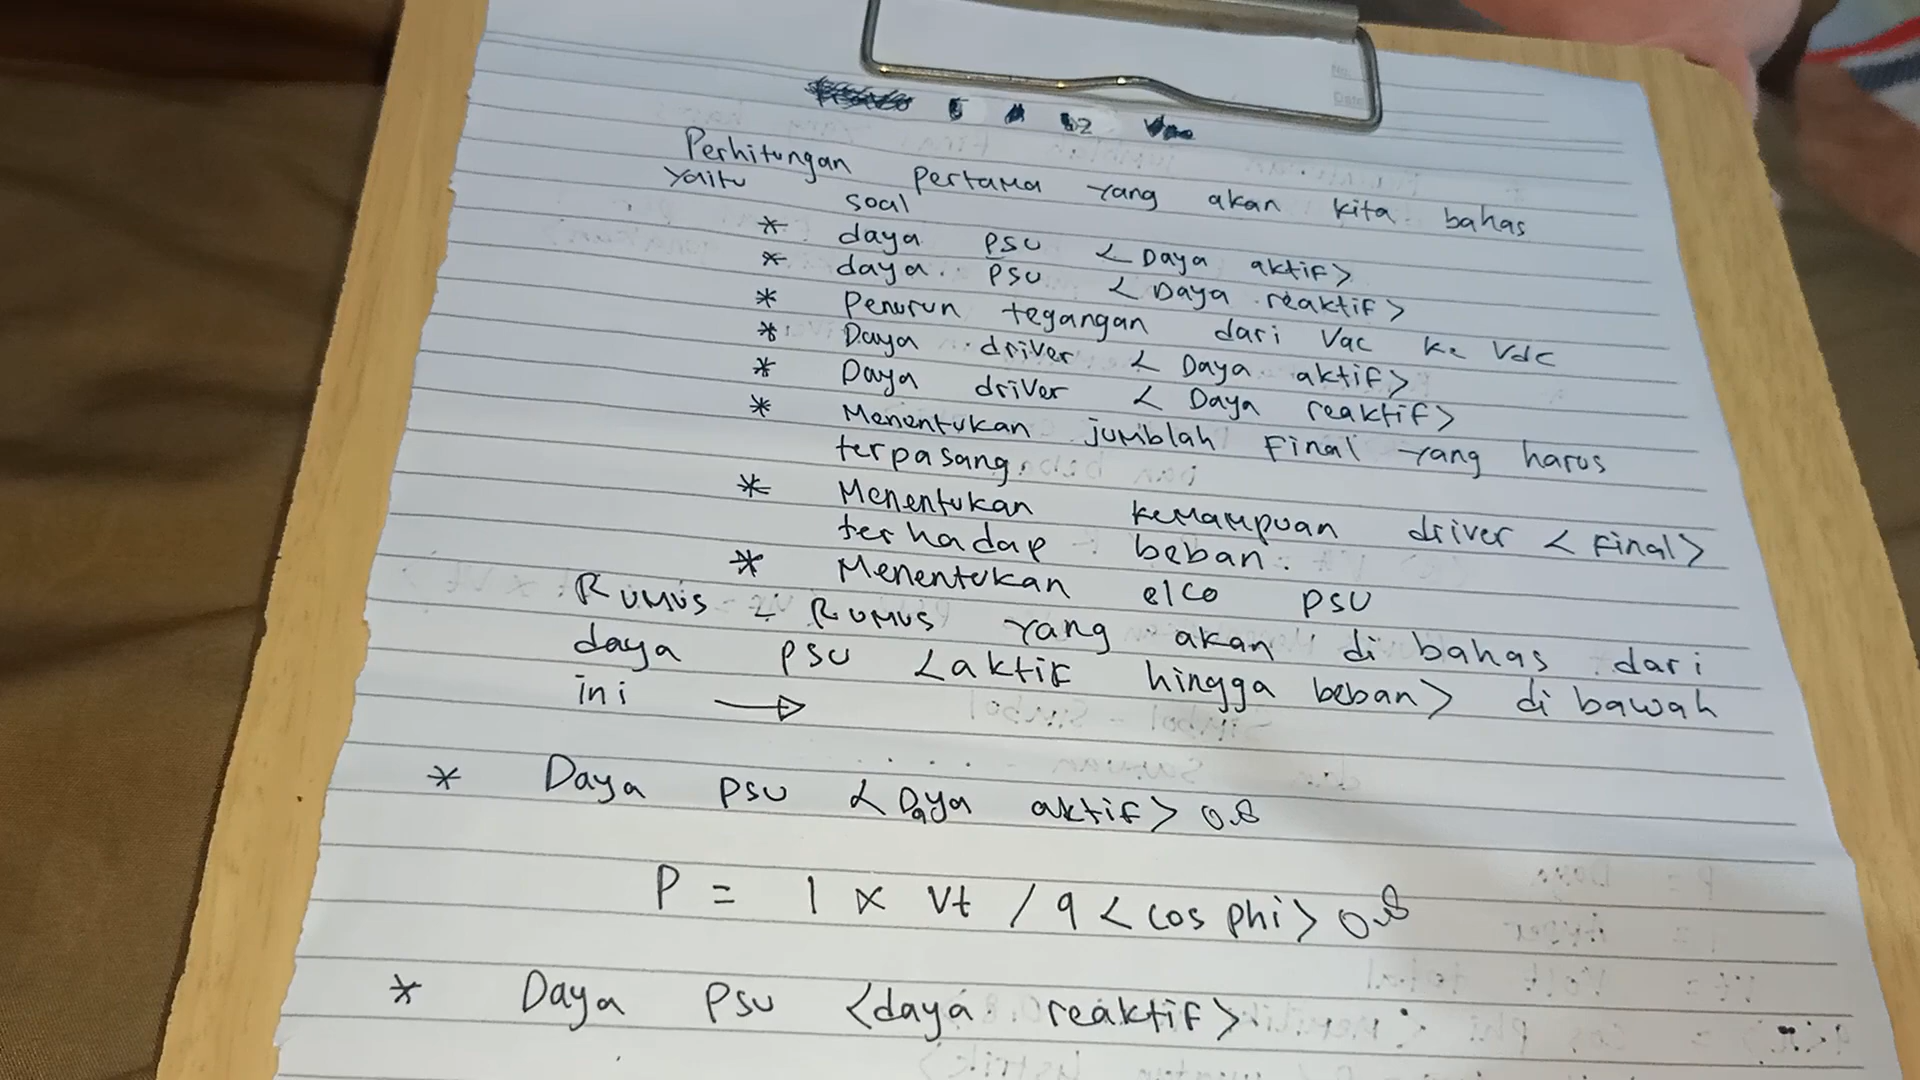 Perhitungan pertama yang akan kita bahas
yaitu soal
* daya psu <Daya aktif>
* daya psu <Daya reaktif>
* Penurun tegangan dari Vac ke Vdc
* Daya driver <Daya aktif>
* Daya driver <Daya reaktif>
* Menentukan jumblah Final yang harus
terpasang
* Menentukan kemampuan driver <Final>
terhadap beban.
* Menentukan elco psu
Rumus : Rumus yang akan di bahas dari
daya psu <aktif hingga beban> di bawah
ini →
* Daya psu <Daya aktif> 0.8
P = I x Vt / q <cos phi> 0.8
* Daya psu <daya reaktif>